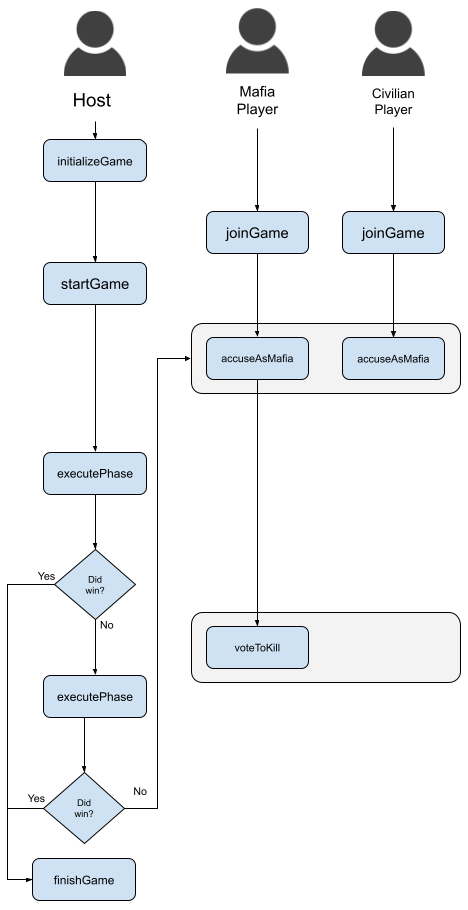 Host
Mafia
Player
Civilian
Player
initializeGame
joinGame
joinGame
startGame
accuseAsMafia
accuseAsMafia
executePhase
Yes
Did
win?
No
voteToKill
executePhase
No
Yes
Did
win?
finishGame